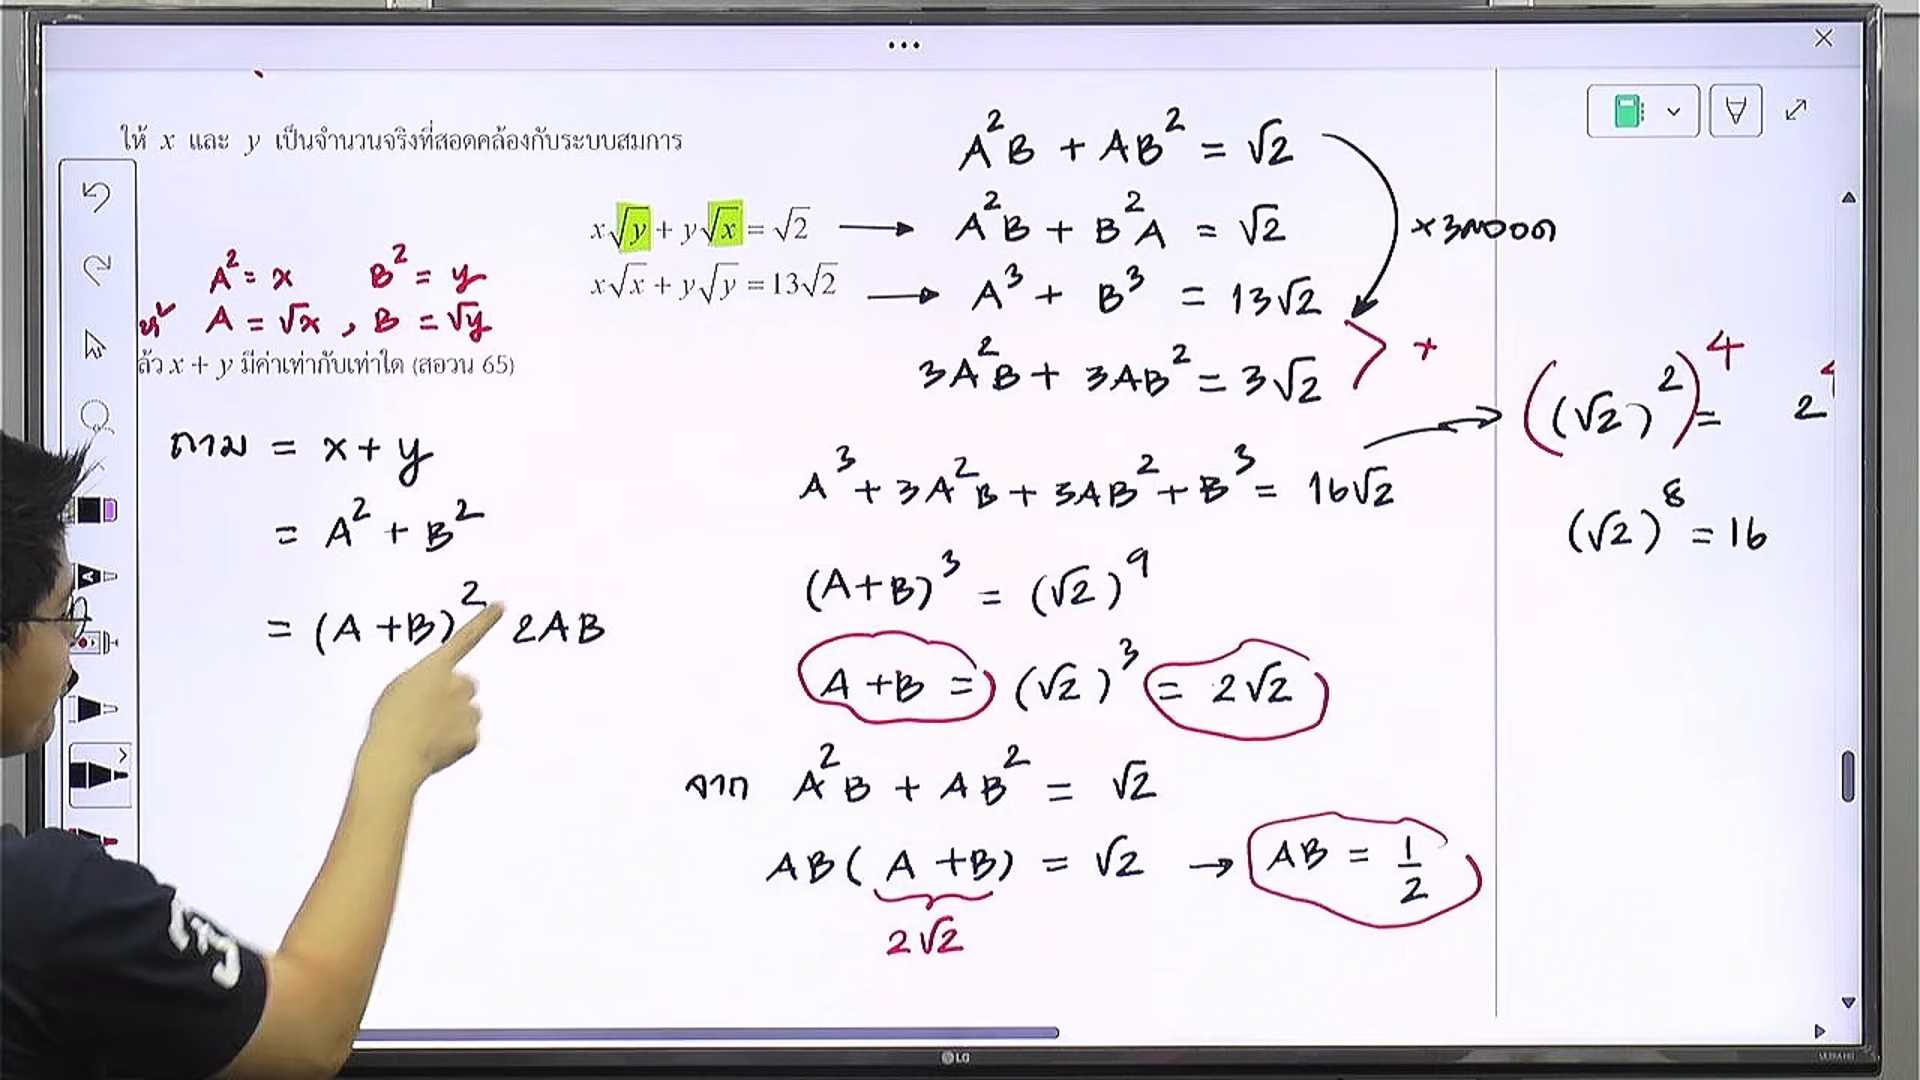 ให้ x และ y เป็นจำนวนจริงที่สอดคล้องกับระบบสมการ
x√y + y√x = √2
x√x + y√y = 13√2
A² = x B² = y
A = √x , B = √y
ล้ว x + y มีค่าเท่ากับเท่าใด (สอวน 65)
ถาม = x + y
= A² + B²
= (A + B)² 2AB
A²B + AB² = √2
A²B + B²A = √2
×3ตลอด
A³ + B³ = 13√2
3A²B + 3AB² = 3√2
+
A³ + 3A²B + 3AB² + B³ = 16√2
((√2)²)⁴ = 2⁴
(√2)⁸ = 16
(A+B)³ = (√2)⁹
A + B = (√2)³ = 2√2
จาก A²B + AB² = √2
AB(A + B) = √2 → AB = 1/2
2√2
LG